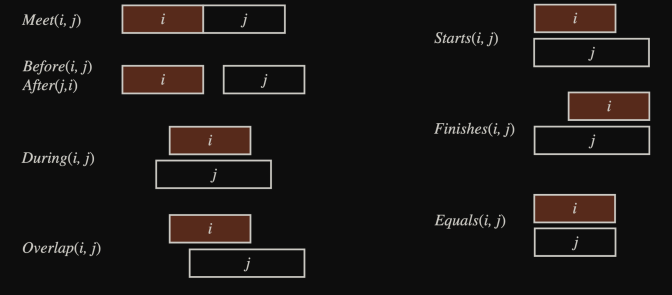 Meet(i, j)
i
j
Before(i, j)
After(j,i)
i
j
During(i, j)
i
j
Overlap(i, j)
i
j
Starts(i, j)
i
j
Finishes(i, j)
i
j
Equals(i, j)
i
j